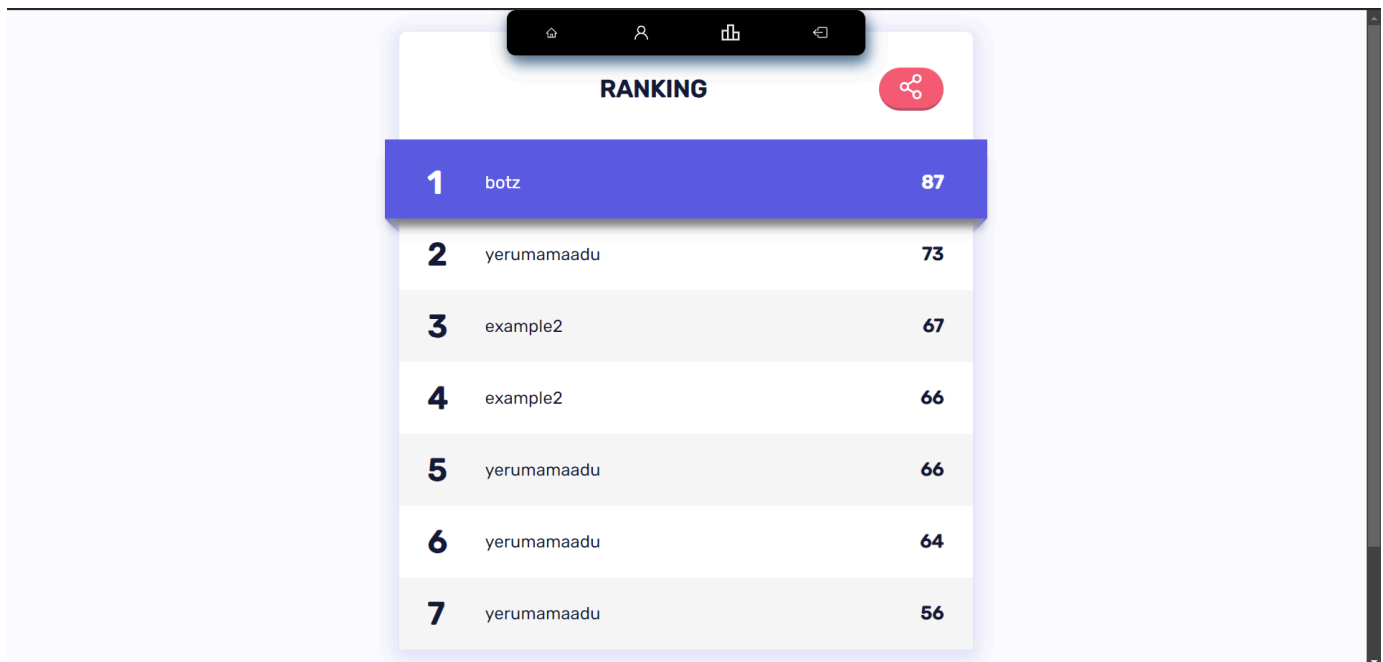 RANKING
1 botz 87
2 yerumamaadu 73
3 example2 67
4 example2 66
5 yerumamaadu 66
6 yerumamaadu 64
7 yerumamaadu 56